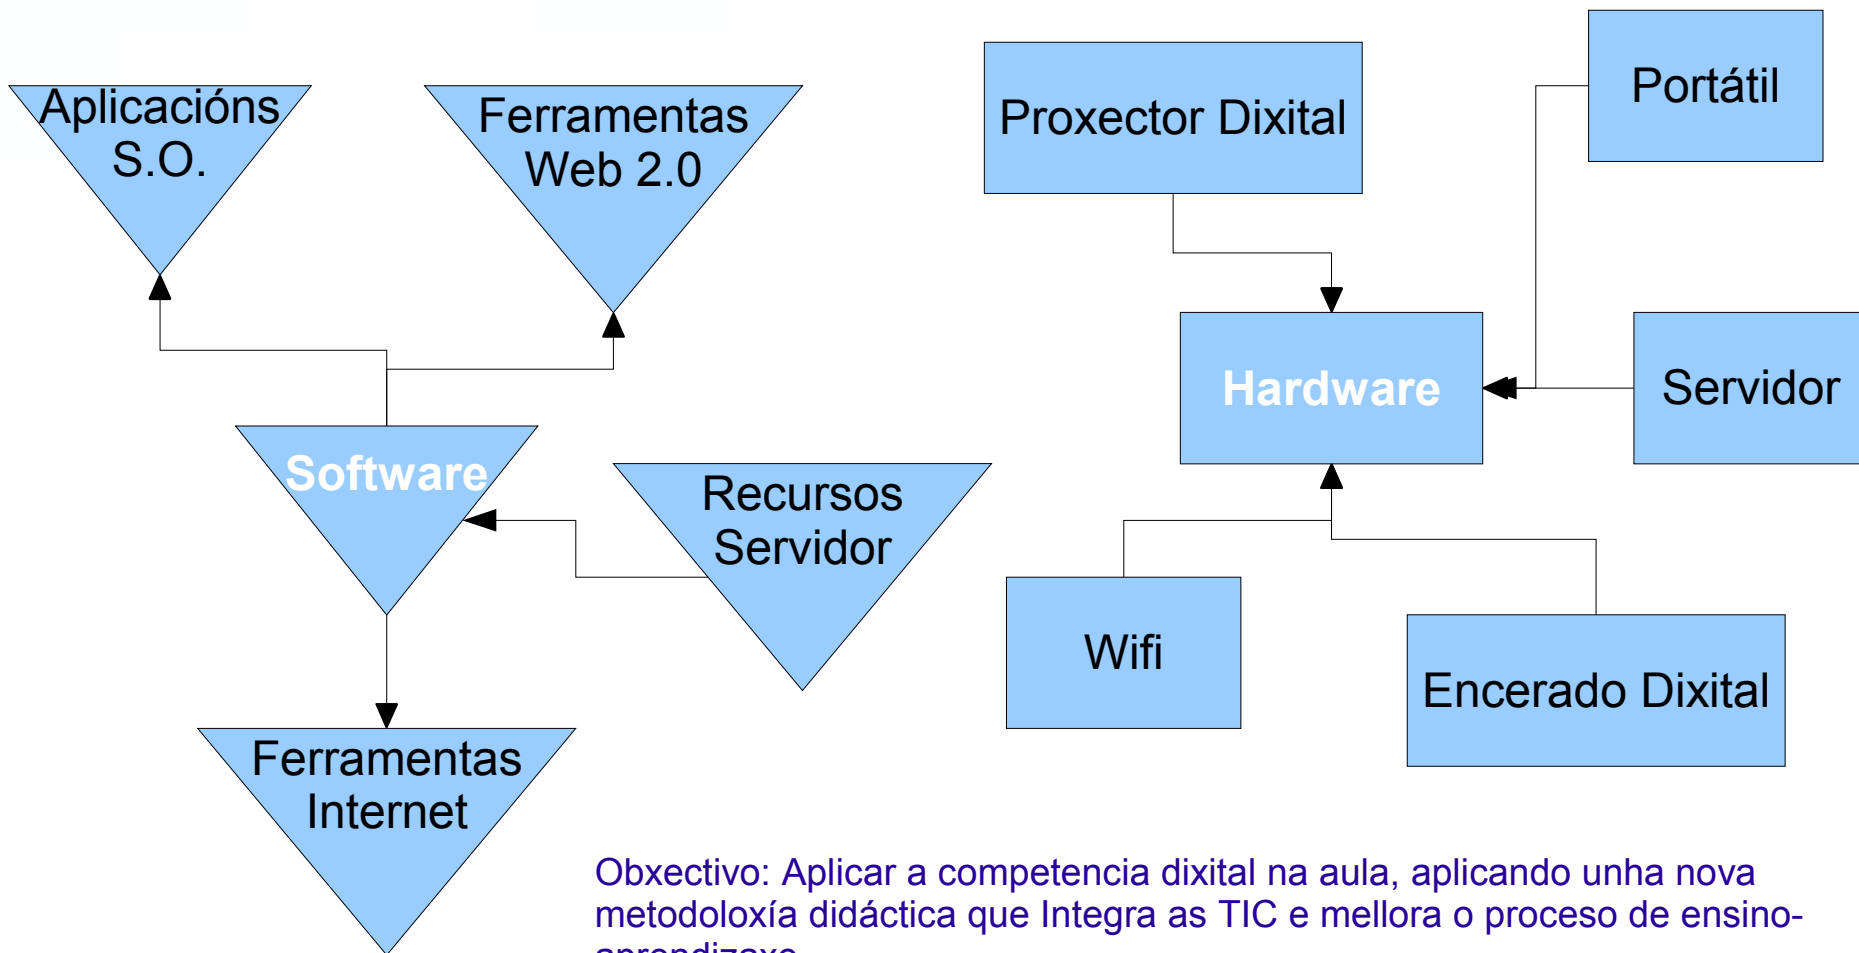 Aplicacións
S.O.
Ferramentas
Web 2.0
Proxector Dixital
Portátil
Hardware
Servidor
Software
Recursos
Servidor
Wifi
Encerado Dixital
Ferramentas
Internet
Obxectivo: Aplicar a competencia dixital na aula, aplicando unha nova
metodoloxía didáctica que Integra as TIC e mellora o proceso de ensino-
aprendizaxe